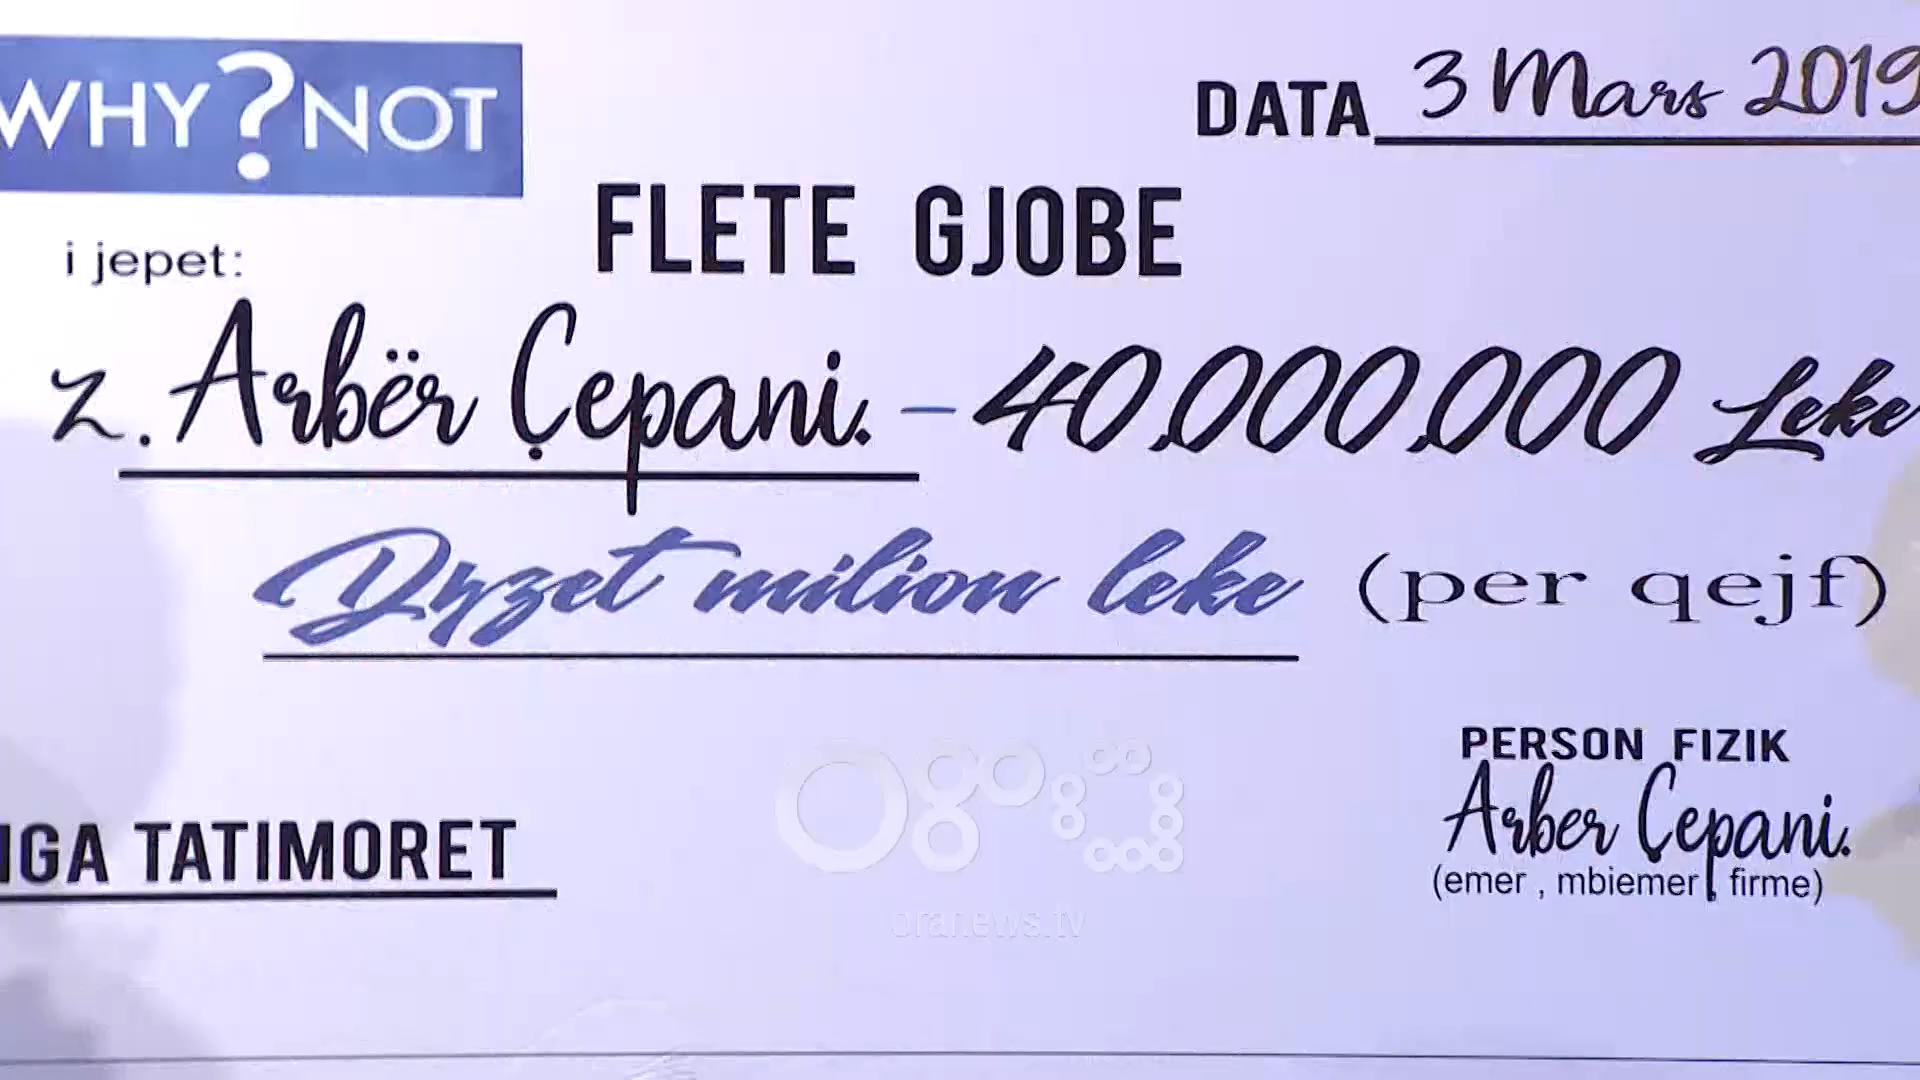 WHY?NOT
DATA 3 Mars 2019
FLETE GJOBE
i jepet:
z. Arbër Çepani. - 40,000,000 Leke
Dyzet milion leke (per qejf)
PERSON FIZIK
Arber Çepani.
NGA TATIMORET
(emer , mbiemer, firme)
oranews.tv